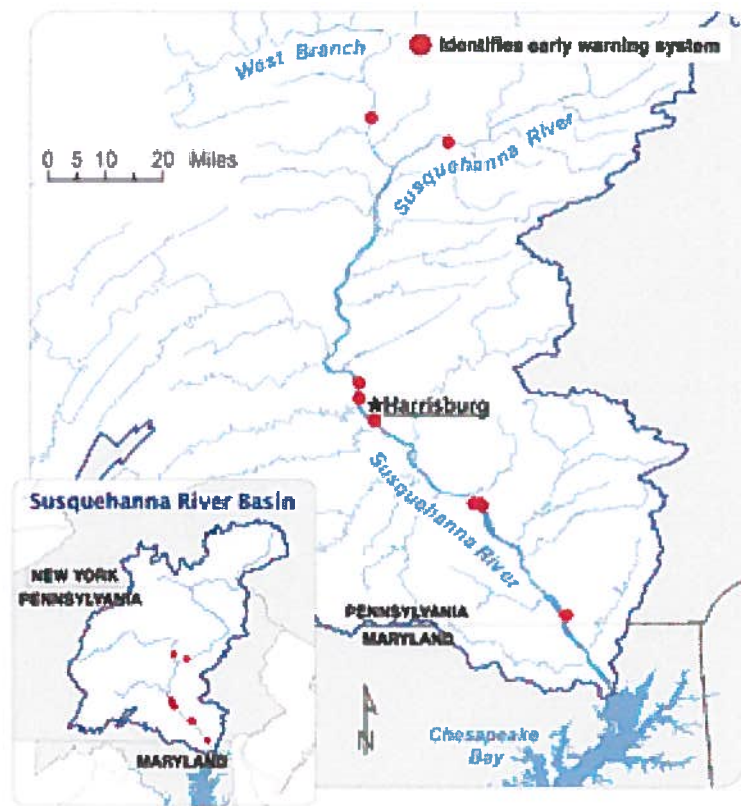 West Branch
Identifies early warning system
0 5 10 20 Miles
Susquehanna River
Harrisburg
Susquehanna River
Susquehanna River Basin
NEW YORK
PENNSYLVANIA
MARYLAND
PENNSYLVANIA
MARYLAND
N
Chesapeake
Bay